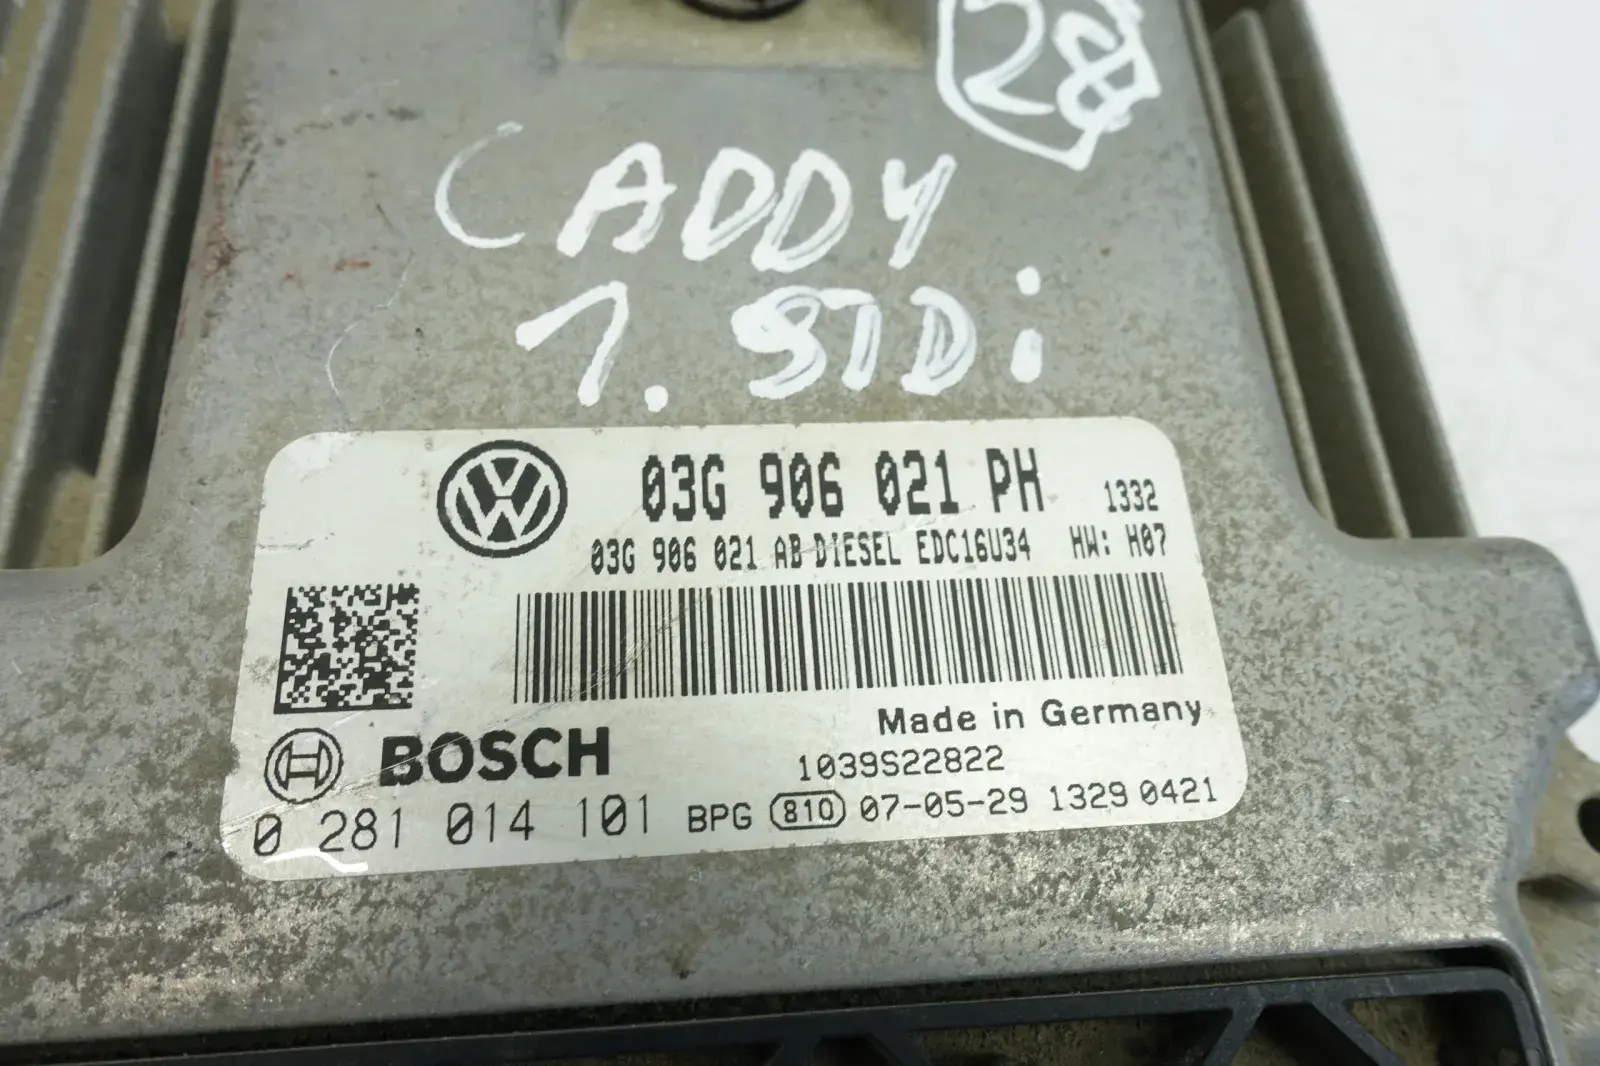 28
CADDY
1.9TDi
03G 906 021 PH 1332
03G 906 021 AB DIESEL EDC16U34 HW: H07
Made in Germany
BOSCH
1039S22822
0 281 014 101 BPG 810 07-05-29 1329 0421